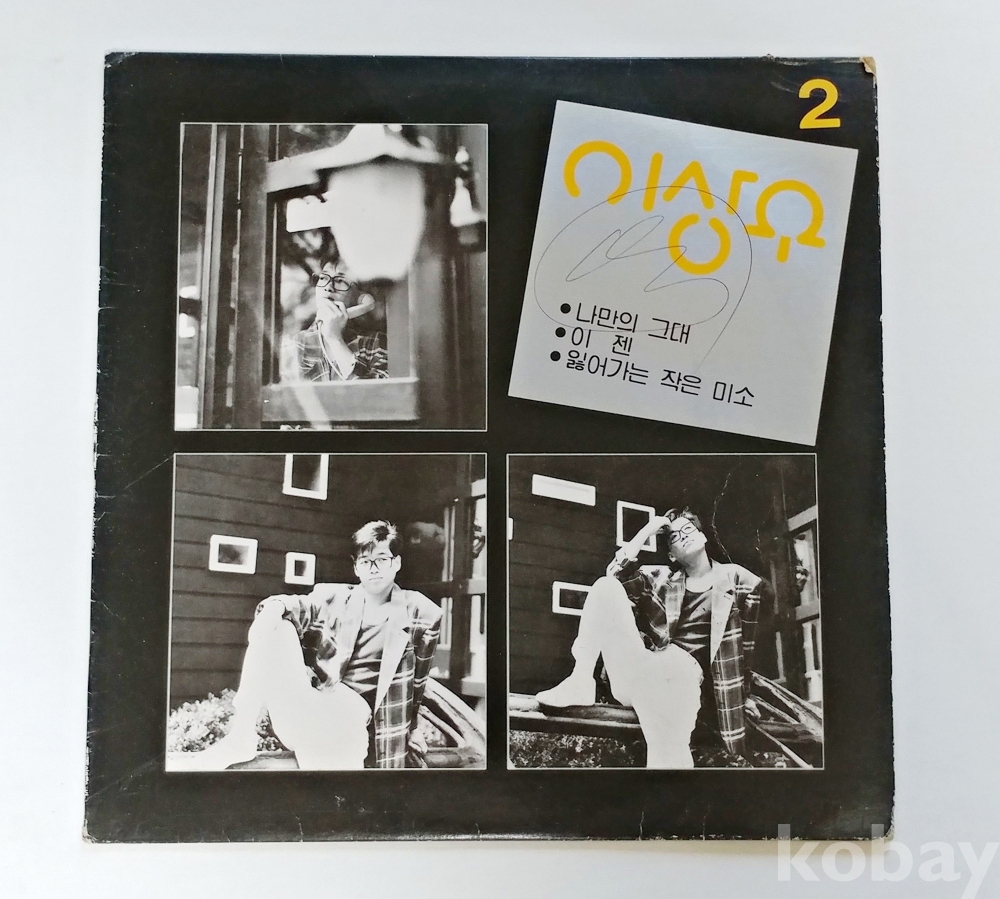 2
이상우
●나만의 그대
●이 젠
●잃어가는 작은 미소
kobay